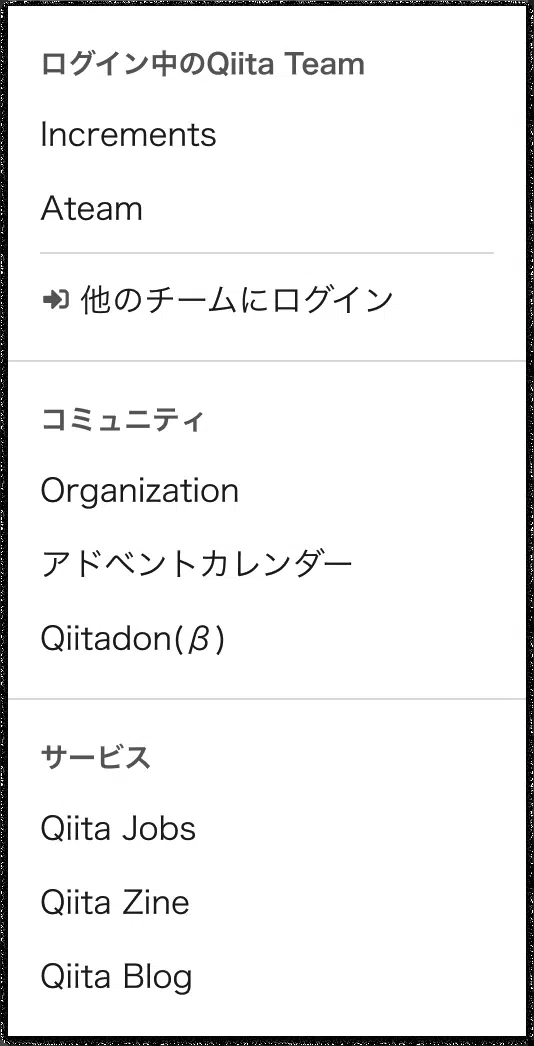 ログイン中のQiita Team
Increments
Ateam
他のチームにログイン
コミュニティ
Organization
アドベントカレンダー
Qiitadon(β)
サービス
Qiita Jobs
Qiita Zine
Qiita Blog